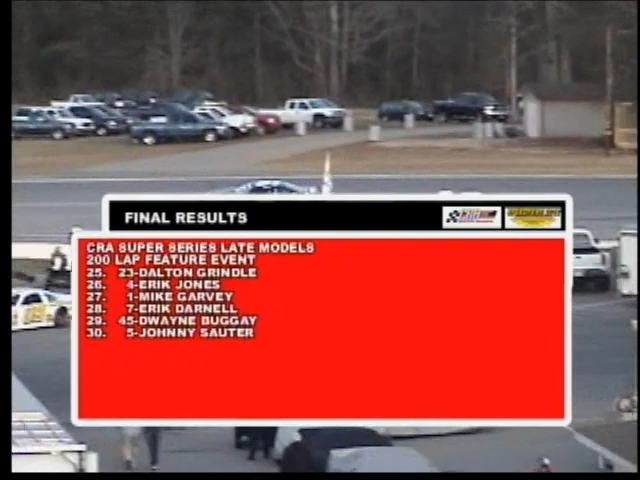 FINAL RESULTS
CRA SUPER SERIES LATE MODELS
200 LAP FEATURE EVENT
25. 23-DALTON GRINDLE
26. 4-ERIK JONES
27. 1-MIKE GARVEY
28. 7-ERIK DARNELL
29. 45-DWAYNE BUGGAY
30. 5-JOHNNY SAUTER